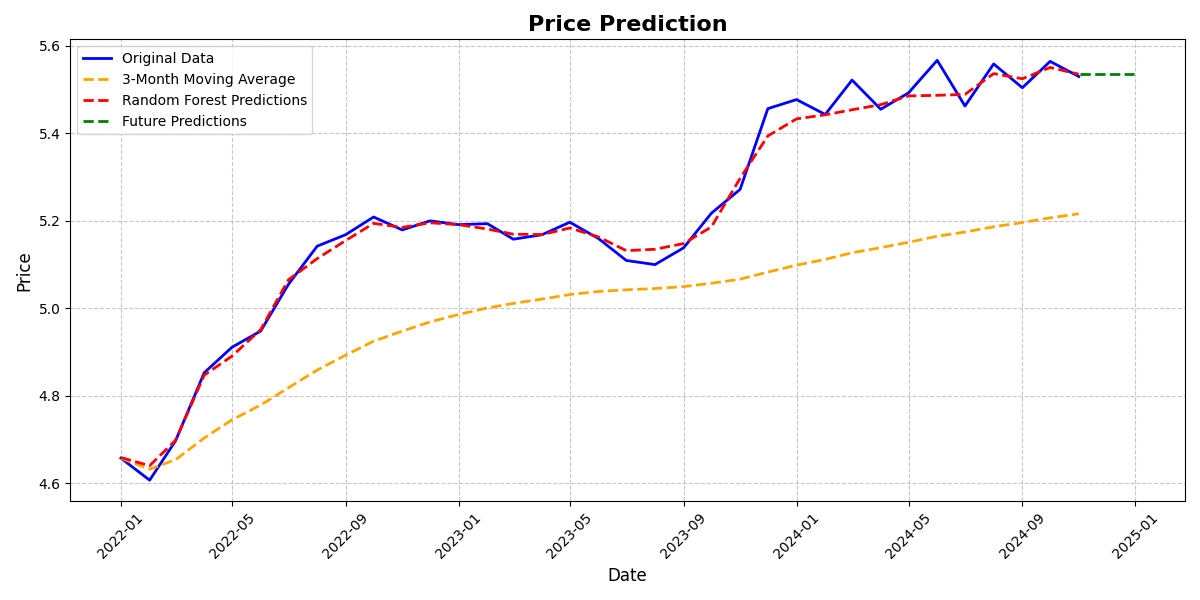 Price Prediction
Original Data
3-Month Moving Average
Random Forest Predictions
Future Predictions
5.6
5.4
5.2
5.0
4.8
4.6
Price
2022-01
2022-05
2022-09
2023-01
2023-05
2023-09
2024-01
2024-05
2024-09
2025-01
Date